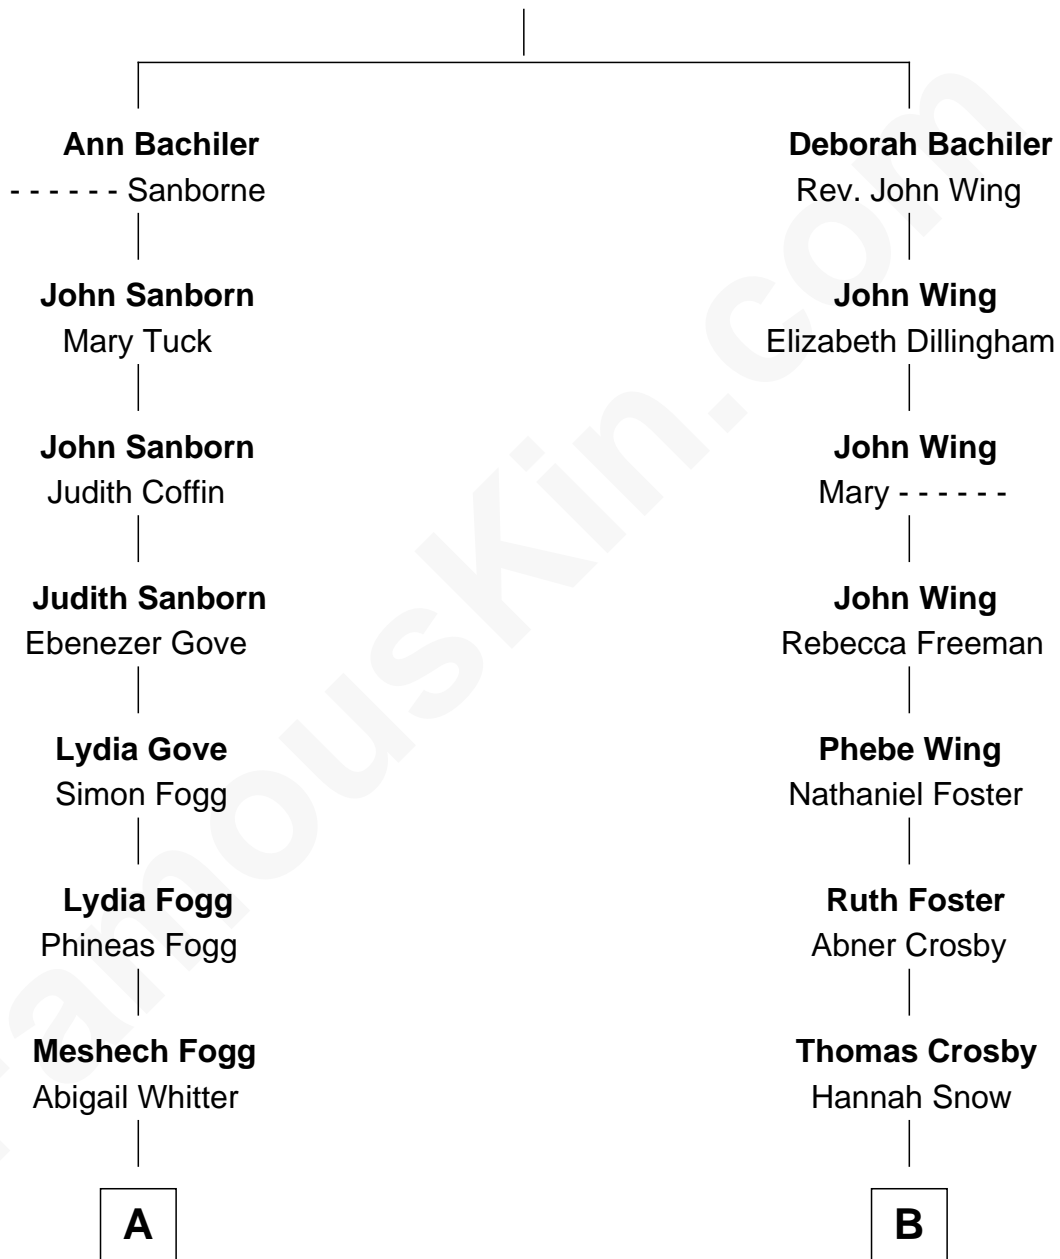 Ann Bachiler
- - - - - - Sanborne
John Sanborn
Mary Tuck
John Sanborn
Judith Coffin
Judith Sanborn
Ebenezer Gove
Lydia Gove
Simon Fogg
Lydia Fogg
Phineas Fogg
Meshech Fogg
Abigail Whitter
A
Deborah Bachiler
Rev. John Wing
John Wing
Elizabeth Dillingham
John Wing
Mary - - - - - -
John Wing
Rebecca Freeman
Phebe Wing
Nathaniel Foster
Ruth Foster
Abner Crosby
Thomas Crosby
Hannah Snow
B
FamousKin.com